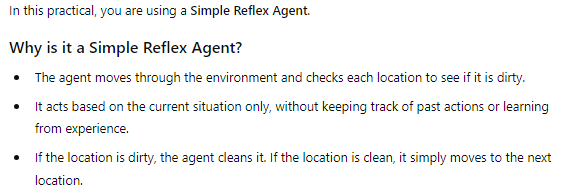 In this practical, you are using a Simple Reflex Agent.
Why is it a Simple Reflex Agent?
• The agent moves through the environment and checks each location to see if it is dirty.
• It acts based on the current situation only, without keeping track of past actions or learning
from experience.
• If the location is dirty, the agent cleans it. If the location is clean, it simply moves to the next
location.